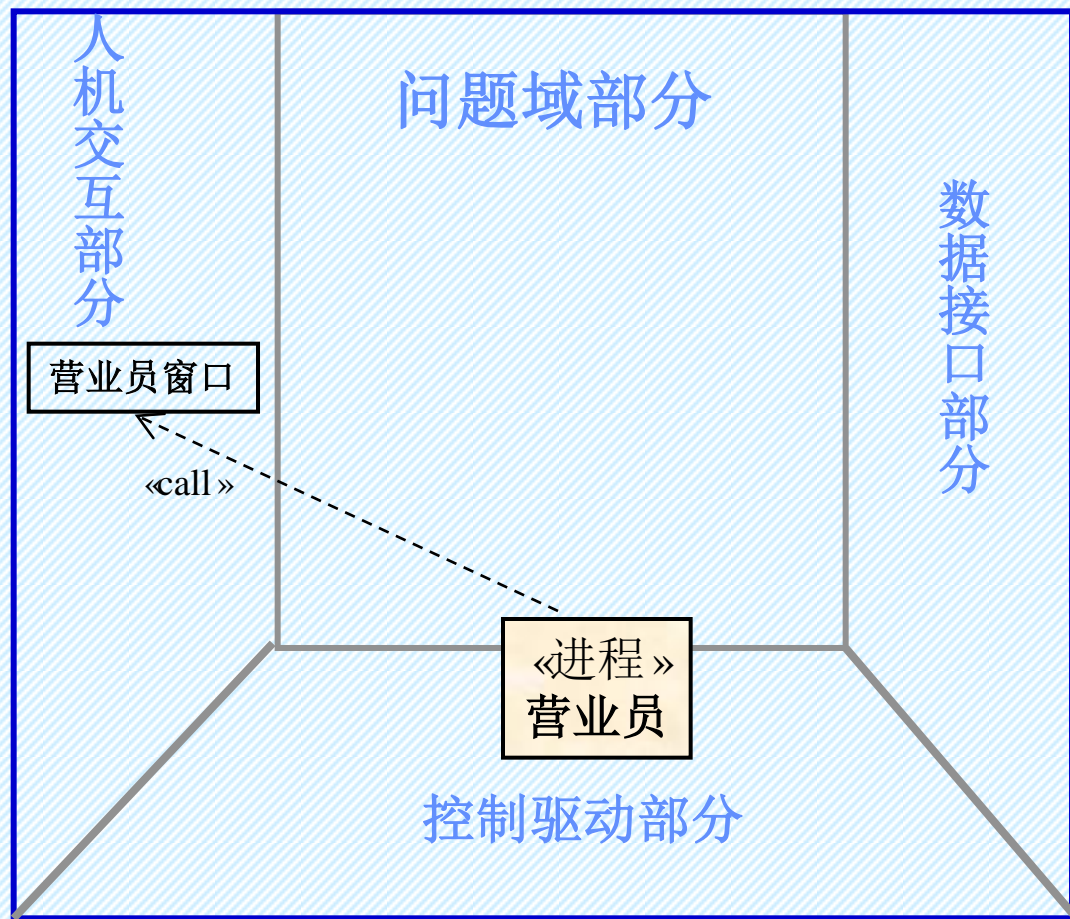 人机交互部分
问题域部分
数据接口部分
营业员窗口
«call»
«进程»
营业员
控制驱动部分